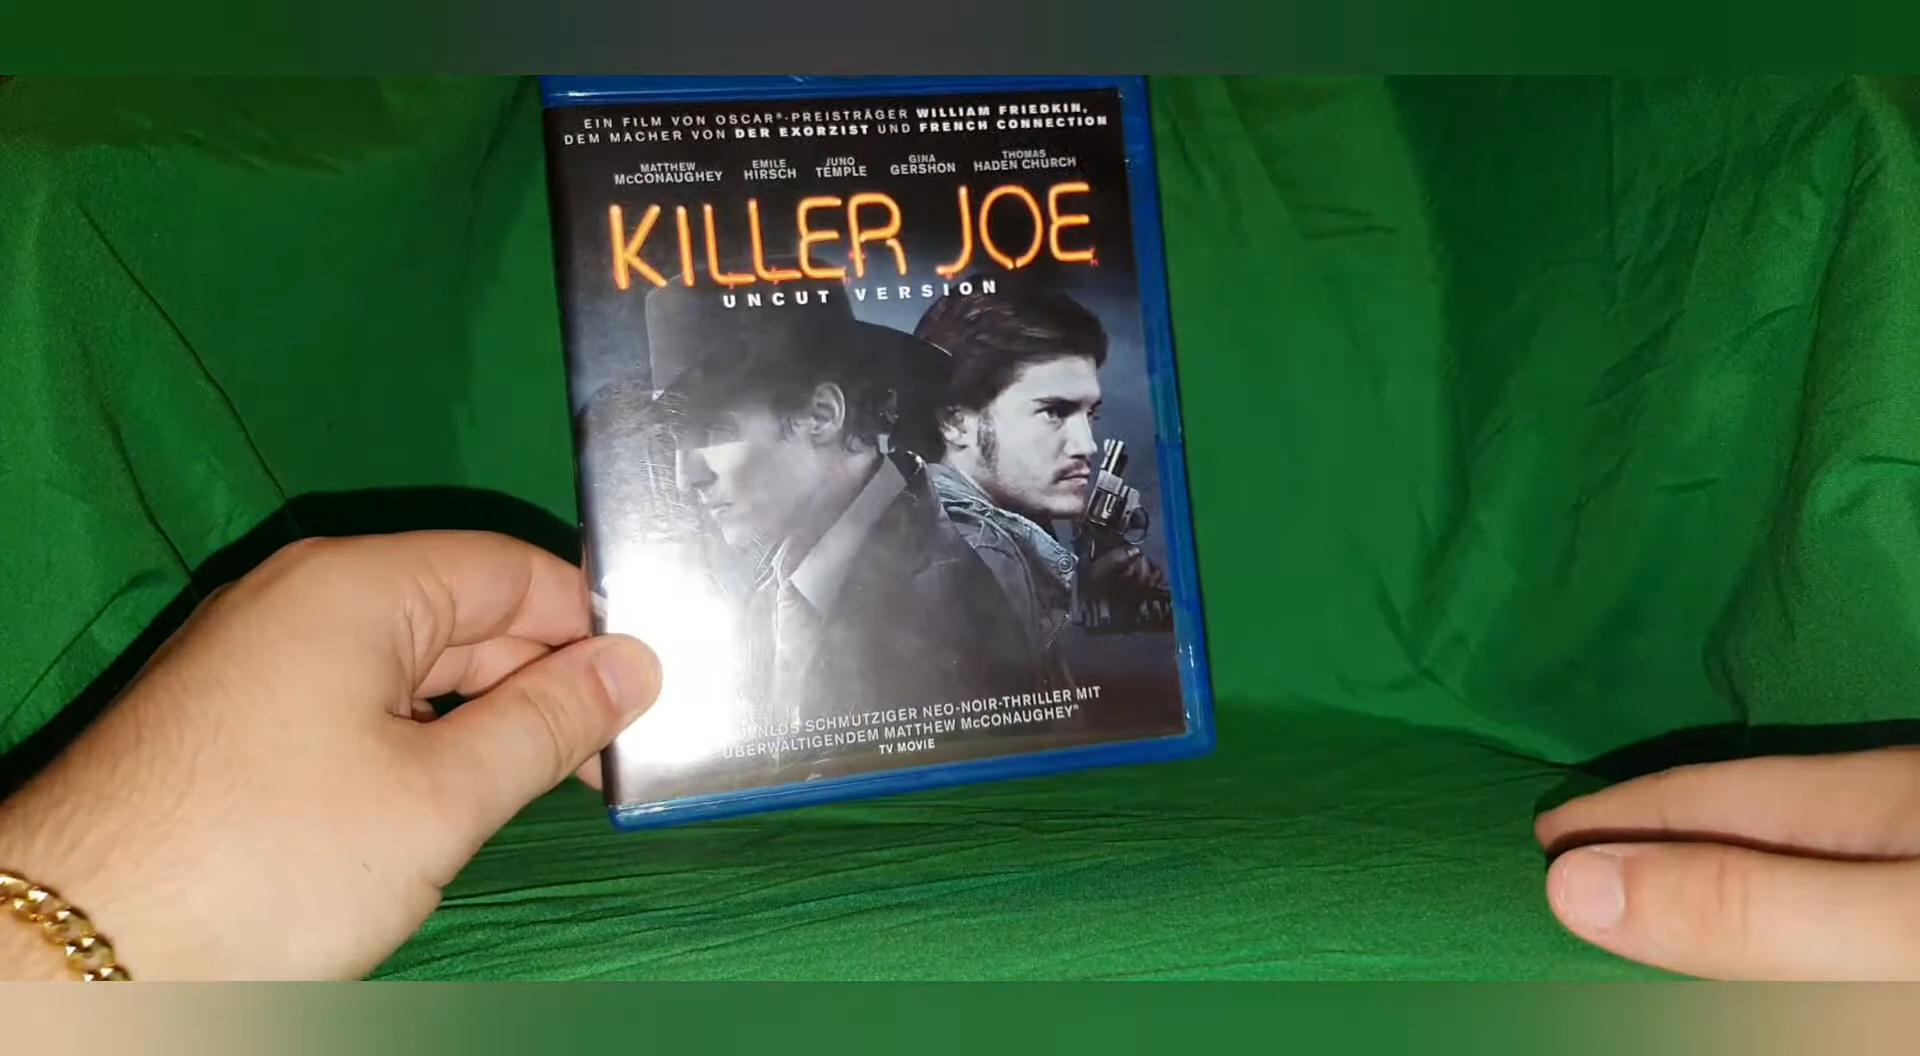 EIN FILM VON OSCAR®-PREISTRÄGER WILLIAM FRIEDKIN,
DEM MACHER VON DER EXORZIST UND FRENCH CONNECTION
MATTHEW McCONAUGHEY
EMILE HIRSCH
JUNO TEMPLE
GINA GERSHON
THOMAS HADEN CHURCH
KILLER JOE
UNCUT VERSION
SCHMUTZIGER NEO-NOIR-THRILLER MIT
ÜBERWÄLTIGENDEM MATTHEW McCONAUGHEY"
TV MOVIE